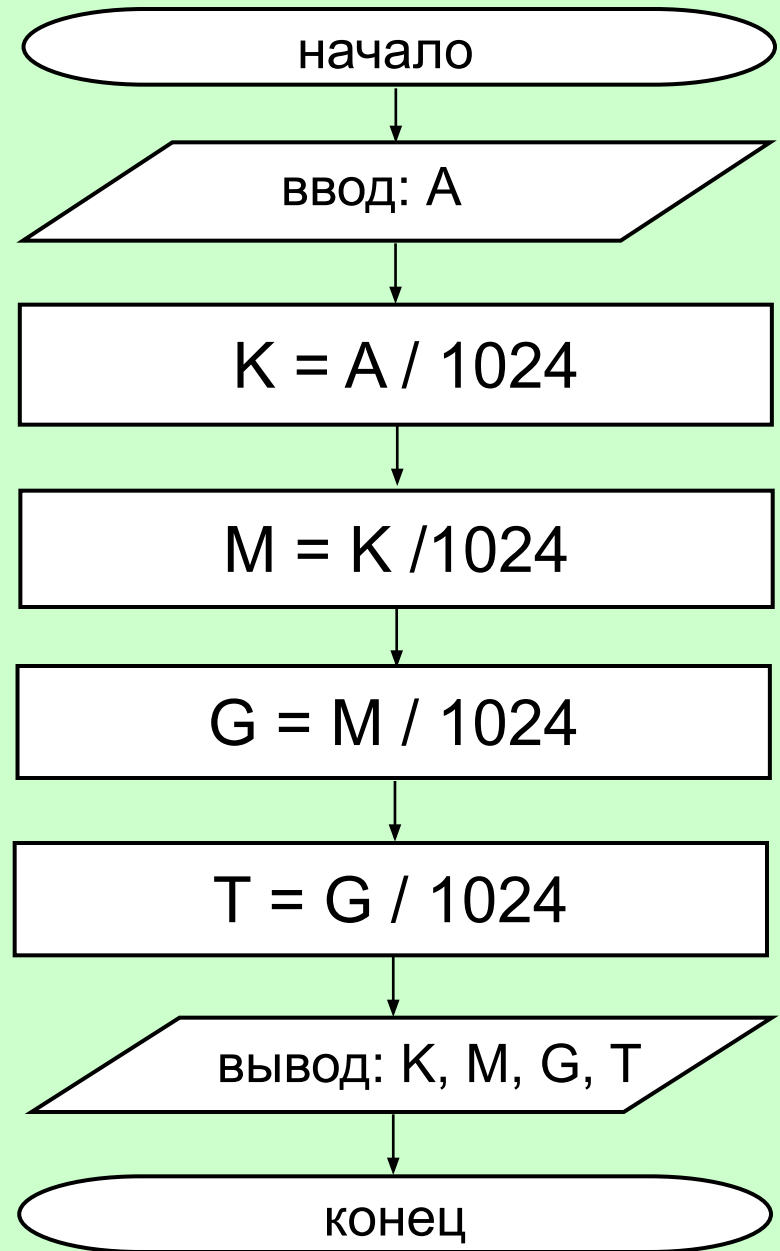 начало
ввод: A
K = A / 1024
M = K /1024
G = M / 1024
T = G / 1024
вывод: K, M, G, T
конец